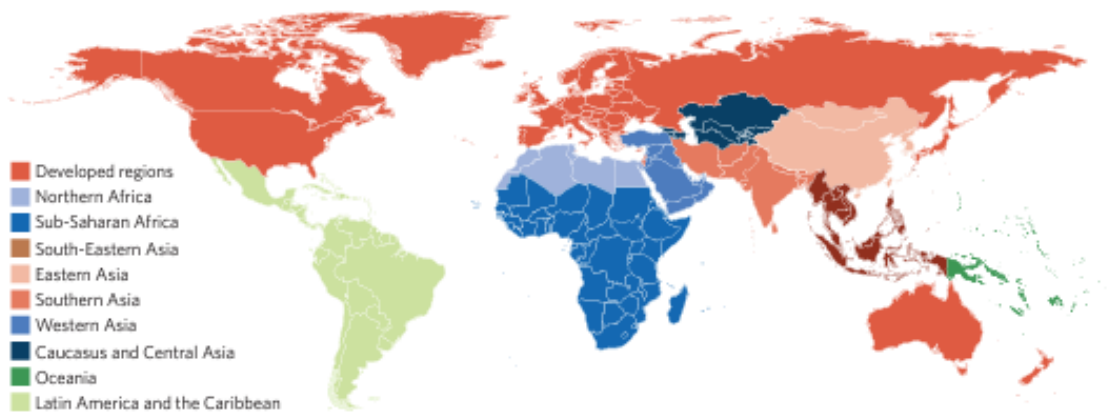 Developed regions
Northern Africa
Sub-Saharan Africa
South-Eastern Asia
Eastern Asia
Southern Asia
Western Asia
Caucasus and Central Asia
Oceania
Latin America and the Caribbean